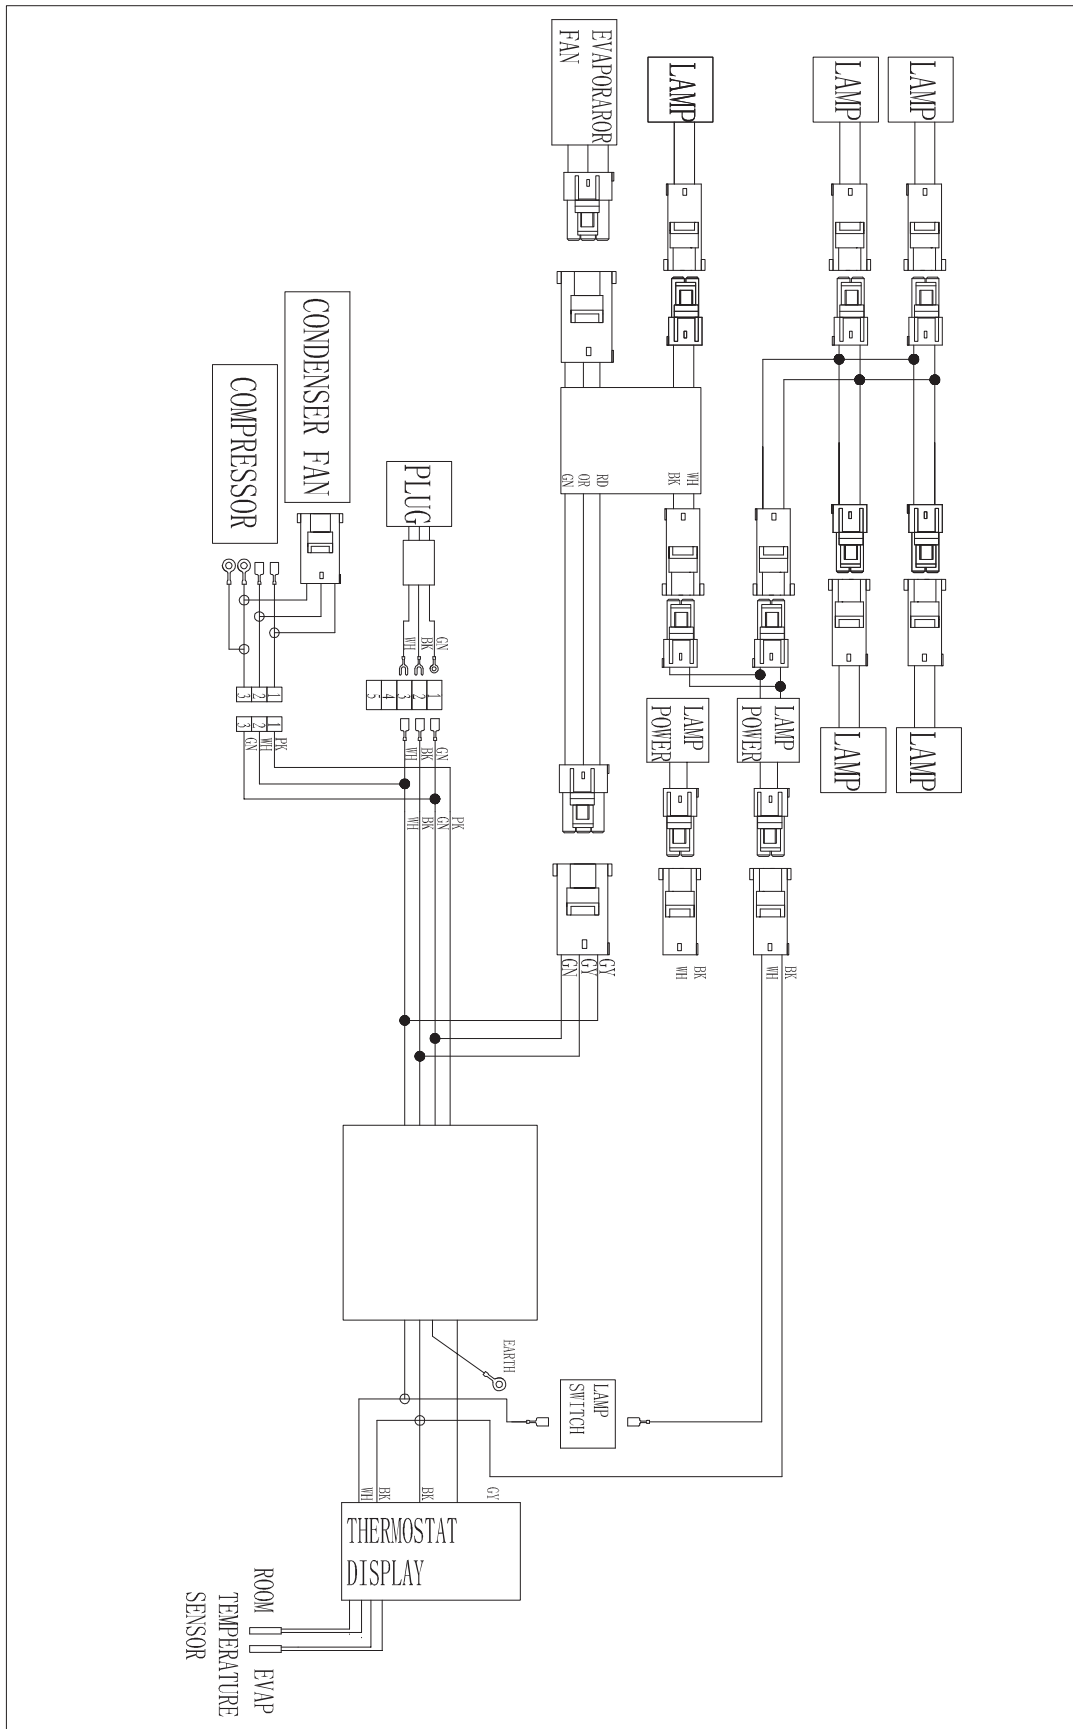 EVAPORAROR
FAN
LAMP
LAMP
LAMP
CONDENSER FAN
COMPRESSOR
PLUG
GN
OR
RD
BK
WH
WH
BK
GN
5
4
3
2
1
3
2
1
3
2
1
GN
WH
PK
WH
BK
GN
WH
BK
GN
PK
LAMP
POWER
LAMP
POWER
LAMP
LAMP
GN
GY
GY
WH
BK
WH
BK
EARTH
LAMP
SWITCH
WH
BK
BK
GY
THERMOSTAT
DISPLAY
ROOM EVAP
TEMPERATURE
SENSOR